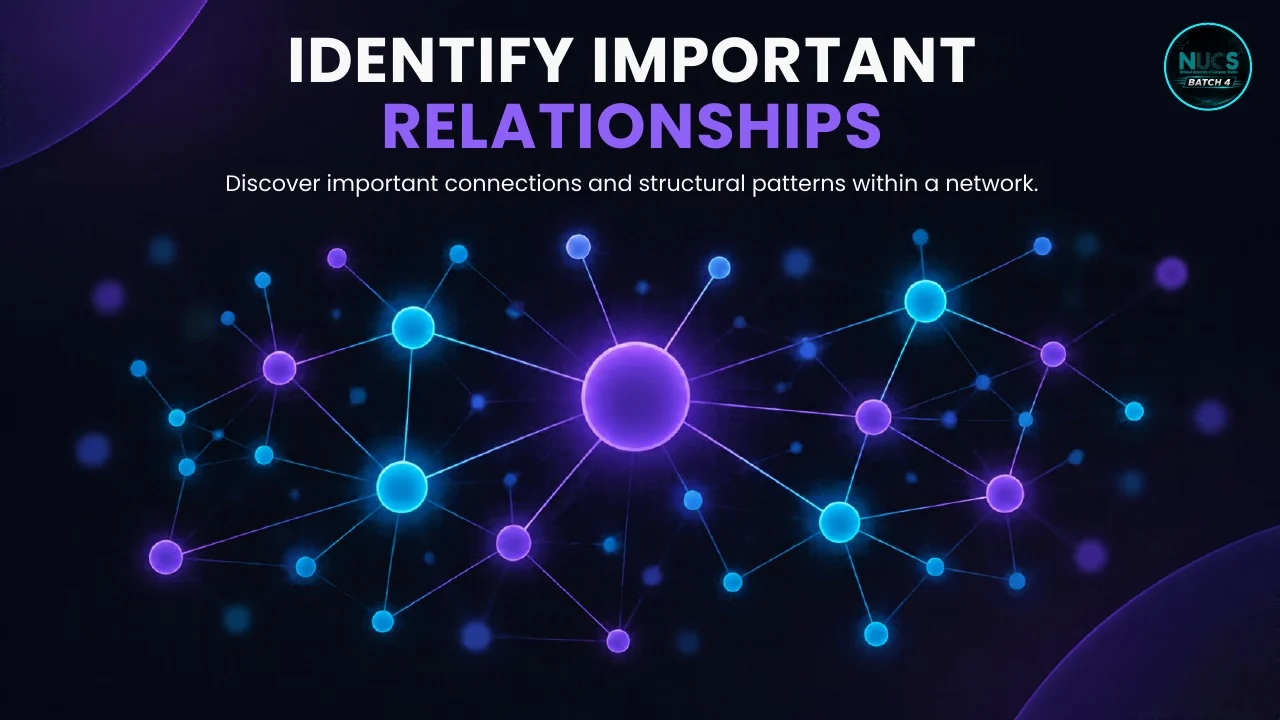 IDENTIFY IMPORTANT
RELATIONSHIPS
Discover important connections and structural patterns within a network.
NUCS
BATCH 4